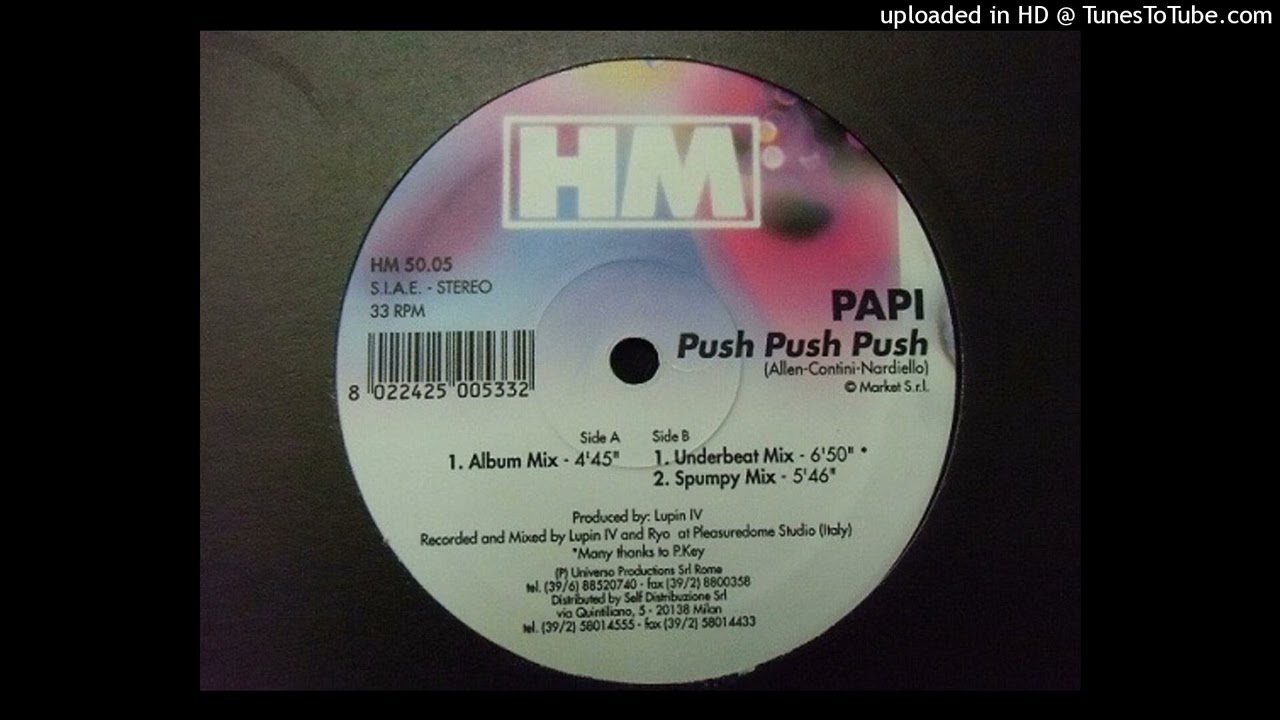 uploaded in HD @ TunesToTube.com
HM
HM 50.05
S.I.A.E. - STEREO
33 RPM
8 022425 005332
PAPI
Push Push Push
(Allen-Contini-Nardiello)
© Market S.r.l.
Side A
1. Album Mix - 4'45"
Side B
1. Underbeat Mix - 6'50" *
2. Spumpy Mix - 5'46"
Produced by: Lupin IV
Recorded and Mixed by Lupin IV and Ryo at Pleasuredome Studio (Italy)
*Many thanks to P.Key
(P) Universo Productions Srl Rome
tel. (39/6) 88520740 - fax (39/2) 8800358
Distributed by Self Distribuzione Srl
via Quintiliano, 5 - 20138 Milan
tel. (39/2) 58014555 - fax (39/2) 58014433